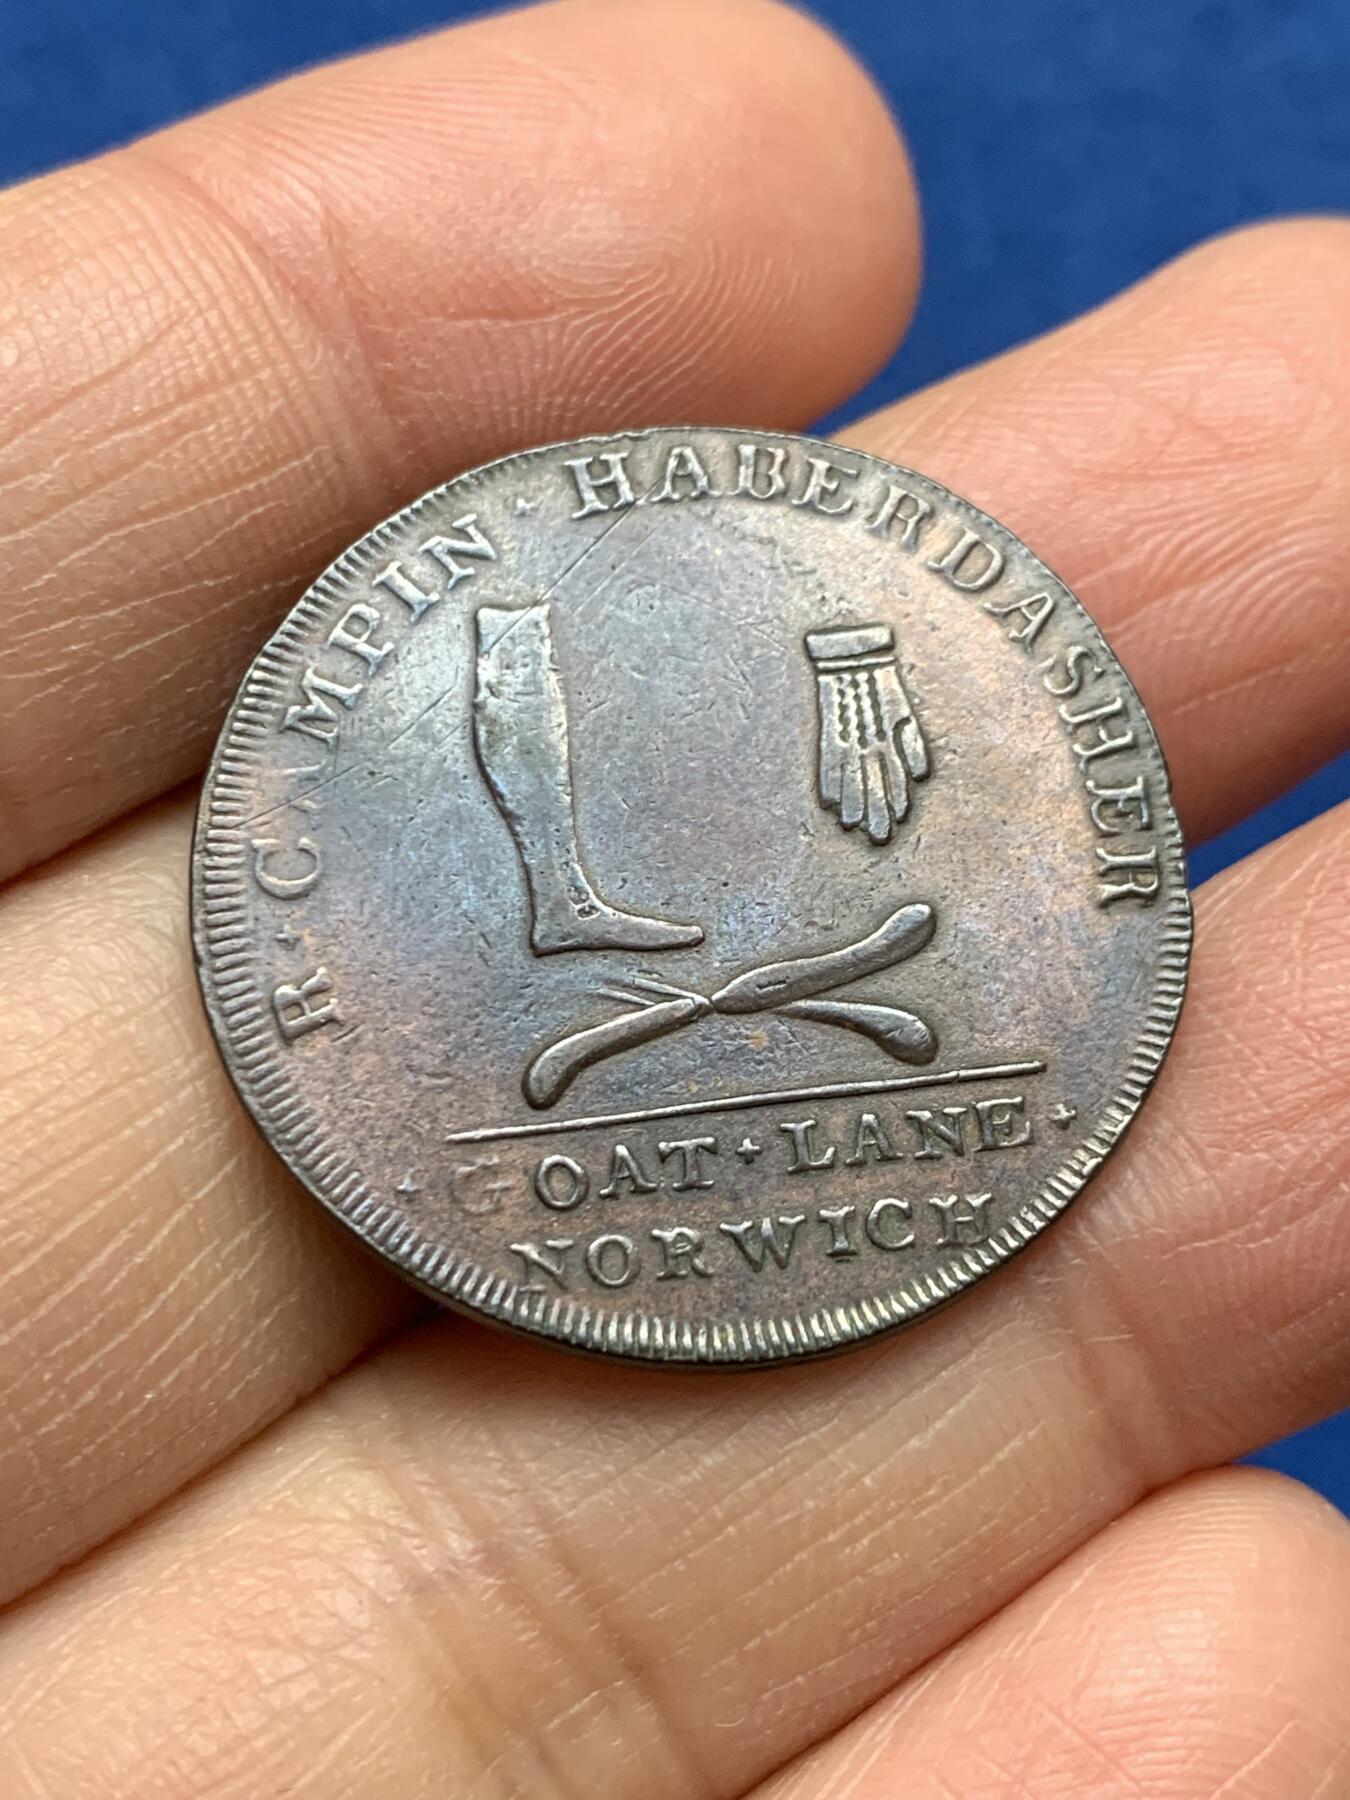 R · CAMPIN · HABERDASHER
+ GOAT + LANE +
NORWICH